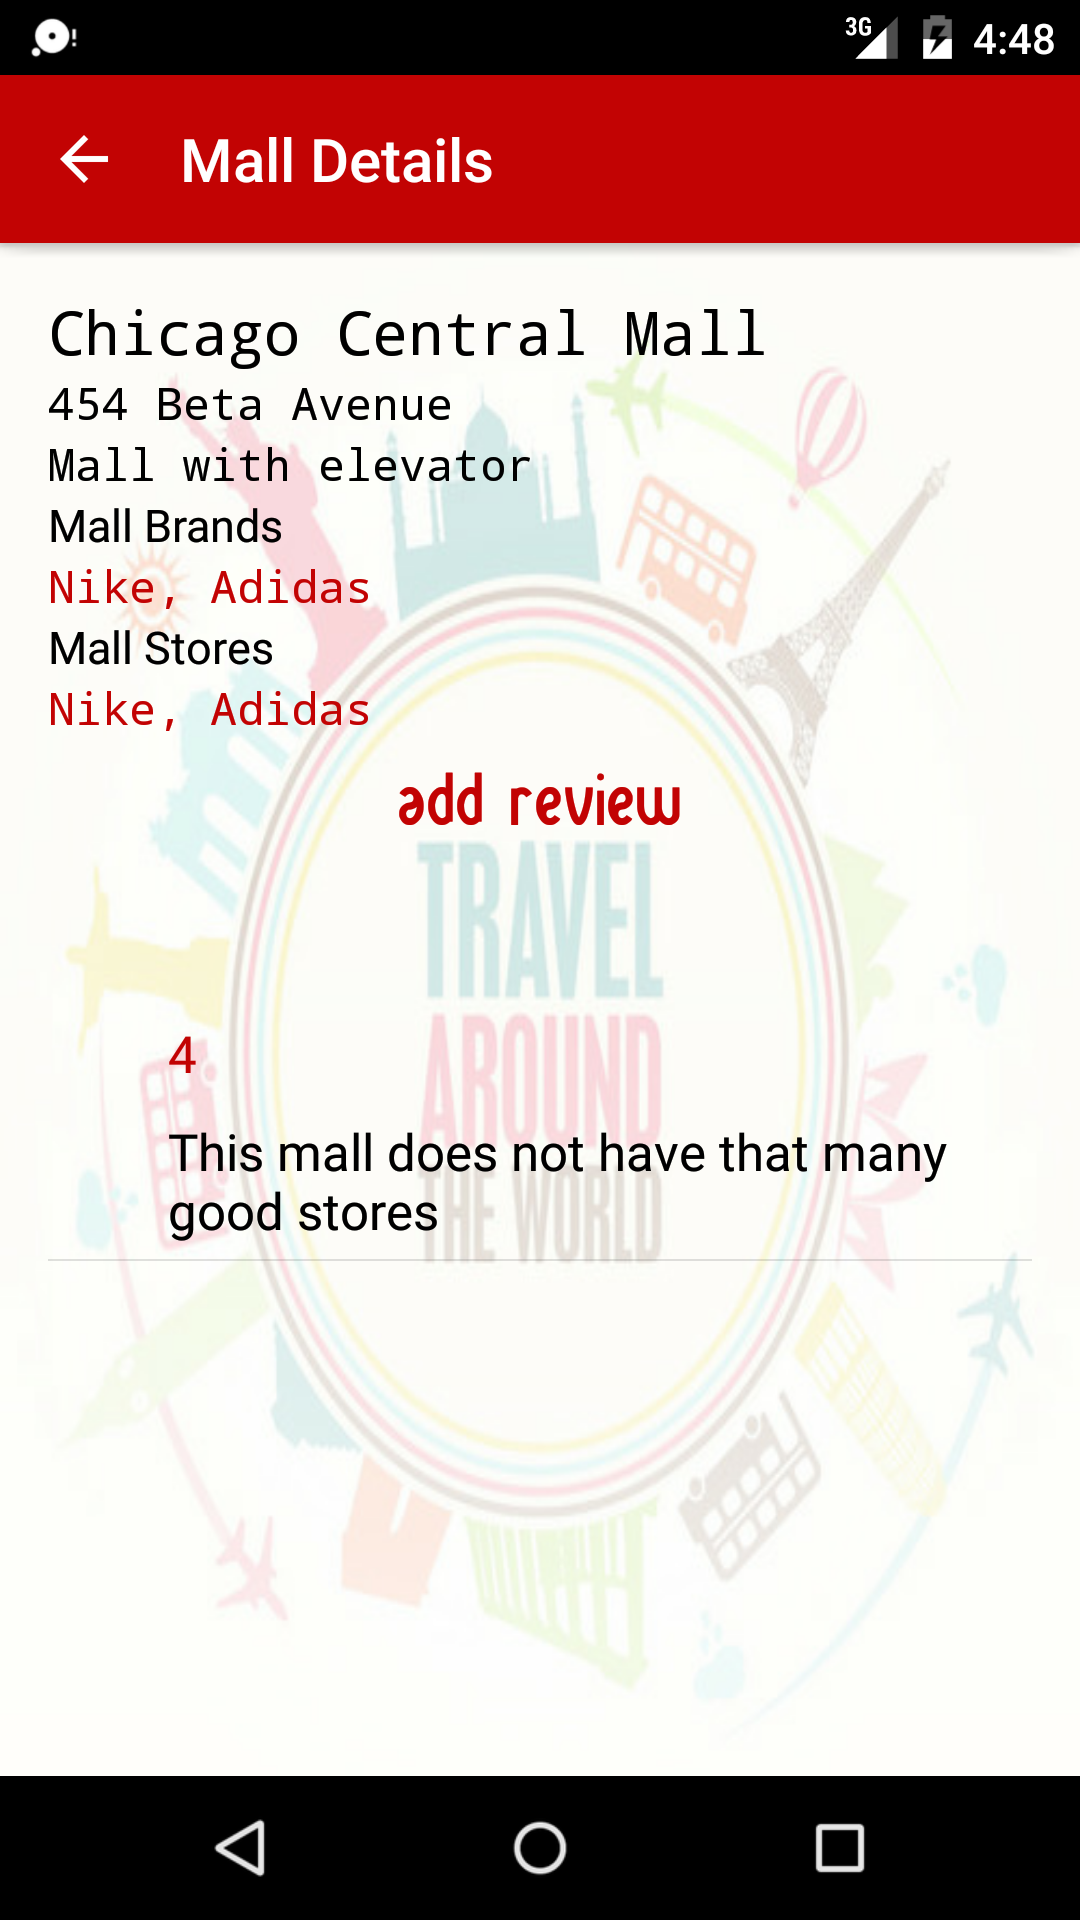 3G 4:48
Mall Details
Chicago Central Mall
454 Beta Avenue
Mall with elevator
Mall Brands
Nike, Adidas
Mall Stores
Nike, Adidas
add review
TRAVEL
AROUND
4
This mall does not have that many
THE WORLD
good stores